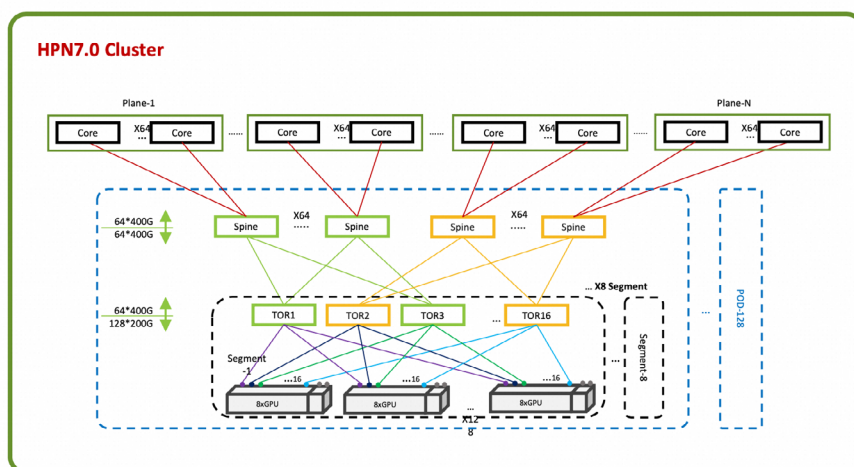 HPN7.0 Cluster
Plane-1
Plane-N
Core
X64
...
Core
......
Core
X64
...
Core
......
Core
X64
...
Core
......
Core
X64
...
Core
64*400G
64*400G
Spine
X64
.....
Spine
Spine
X64
.....
Spine
... X8 Segment
64*400G
128*200G
TOR1
TOR2
TOR3
...
TOR16
...
POD-128
Segment
-1
...16
...16
...16
...
Segment-8
8xGPU
8xGPU
...
8xGPU
X12
8